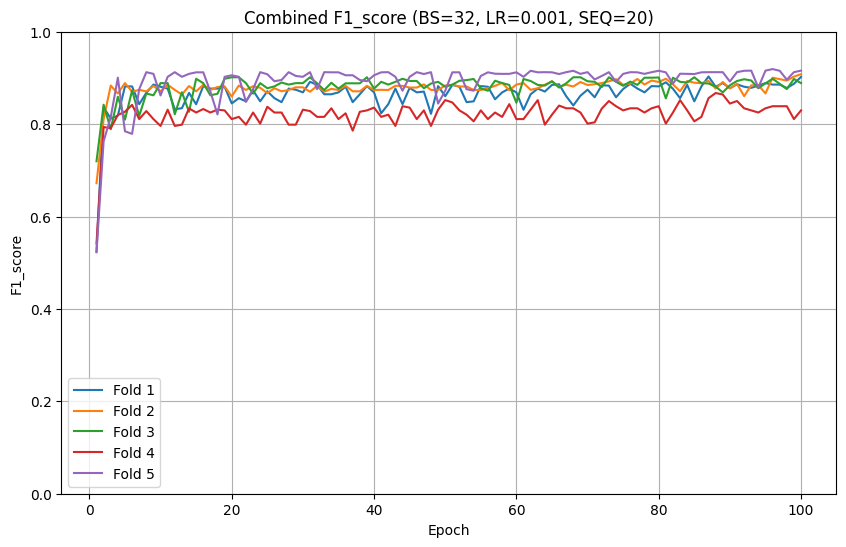 Combined F1_score (BS=32, LR=0.001, SEQ=20)
1.0
0.8
0.6
0.4
0.2
0.0
F1_score
Fold 1
Fold 2
Fold 3
Fold 4
Fold 5
0 20 40 60 80 100
Epoch